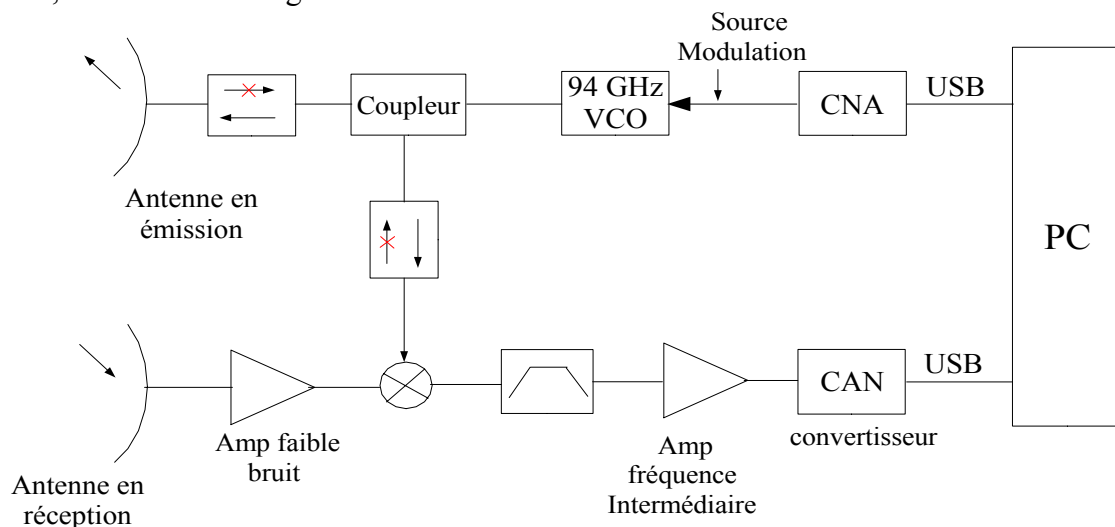 Source
Modulation
94 GHz
VCO
Coupleur
CNA
USB
Antenne en
émission
PC
USB
CAN
Amp faible
bruit
convertisseur
Amp
fréquence
Intermédiaire
Antenne en
réception